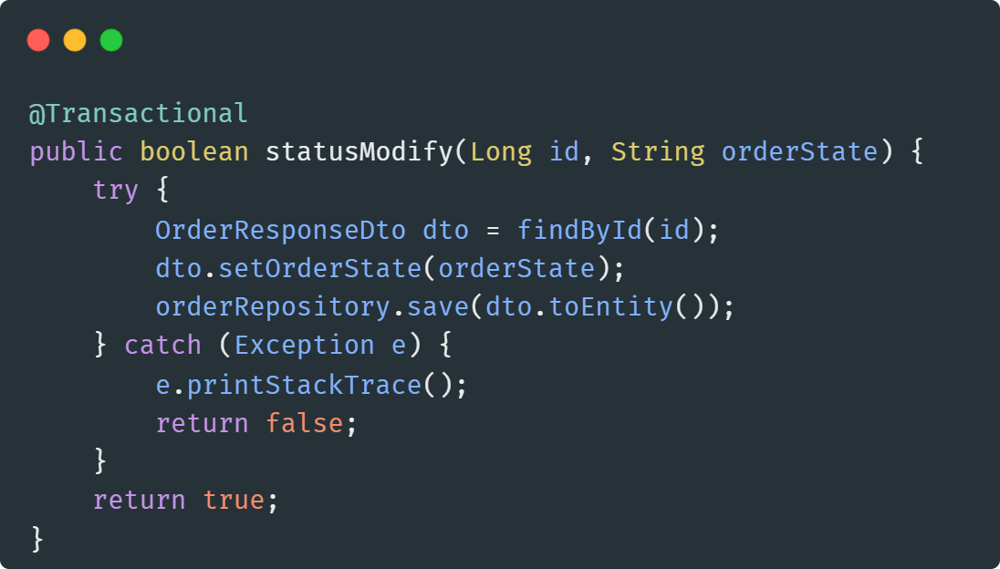 @Transactional
public boolean statusModify(Long id, String orderState) {
    try {
        OrderResponseDto dto = findById(id);
        dto.setOrderState(orderState);
        orderRepository.save(dto.toEntity());
    } catch (Exception e) {
        e.printStackTrace();
        return false;
    }
    return true;
}